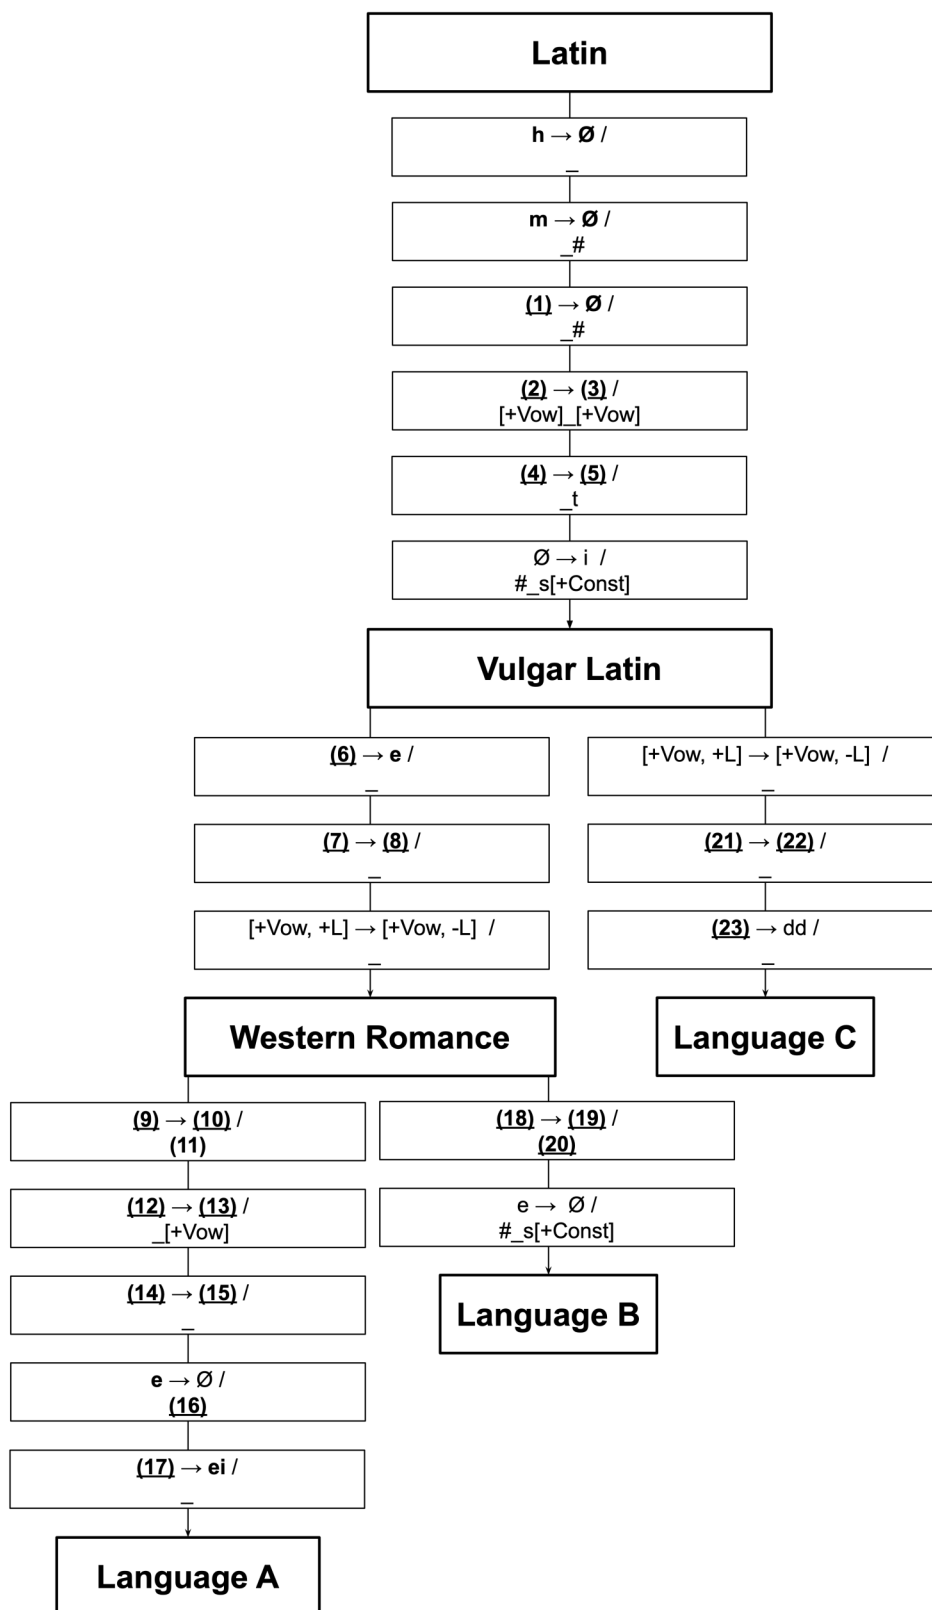 Latin
h → Ø /
_
m → Ø /
_#
(1) → Ø /
_#
(2) → (3) /
[+Vow]_[+Vow]
(4) → (5) /
_t
Ø → i /
#_s[+Const]
Vulgar Latin
(6) → e /
_
(7) → (8) /
_
[+Vow, +L] → [+Vow, -L] /
_
Western Romance
(9) → (10) /
(11)
(12) → (13) /
_[+Vow]
(14) → (15) /
_
e → Ø /
(16)
(17) → ei /
_
Language A
(18) → (19) /
(20)
e → Ø /
#_s[+Const]
Language B
[+Vow, +L] → [+Vow, -L] /
_
(21) → (22) /
_
(23) → dd /
_
Language C